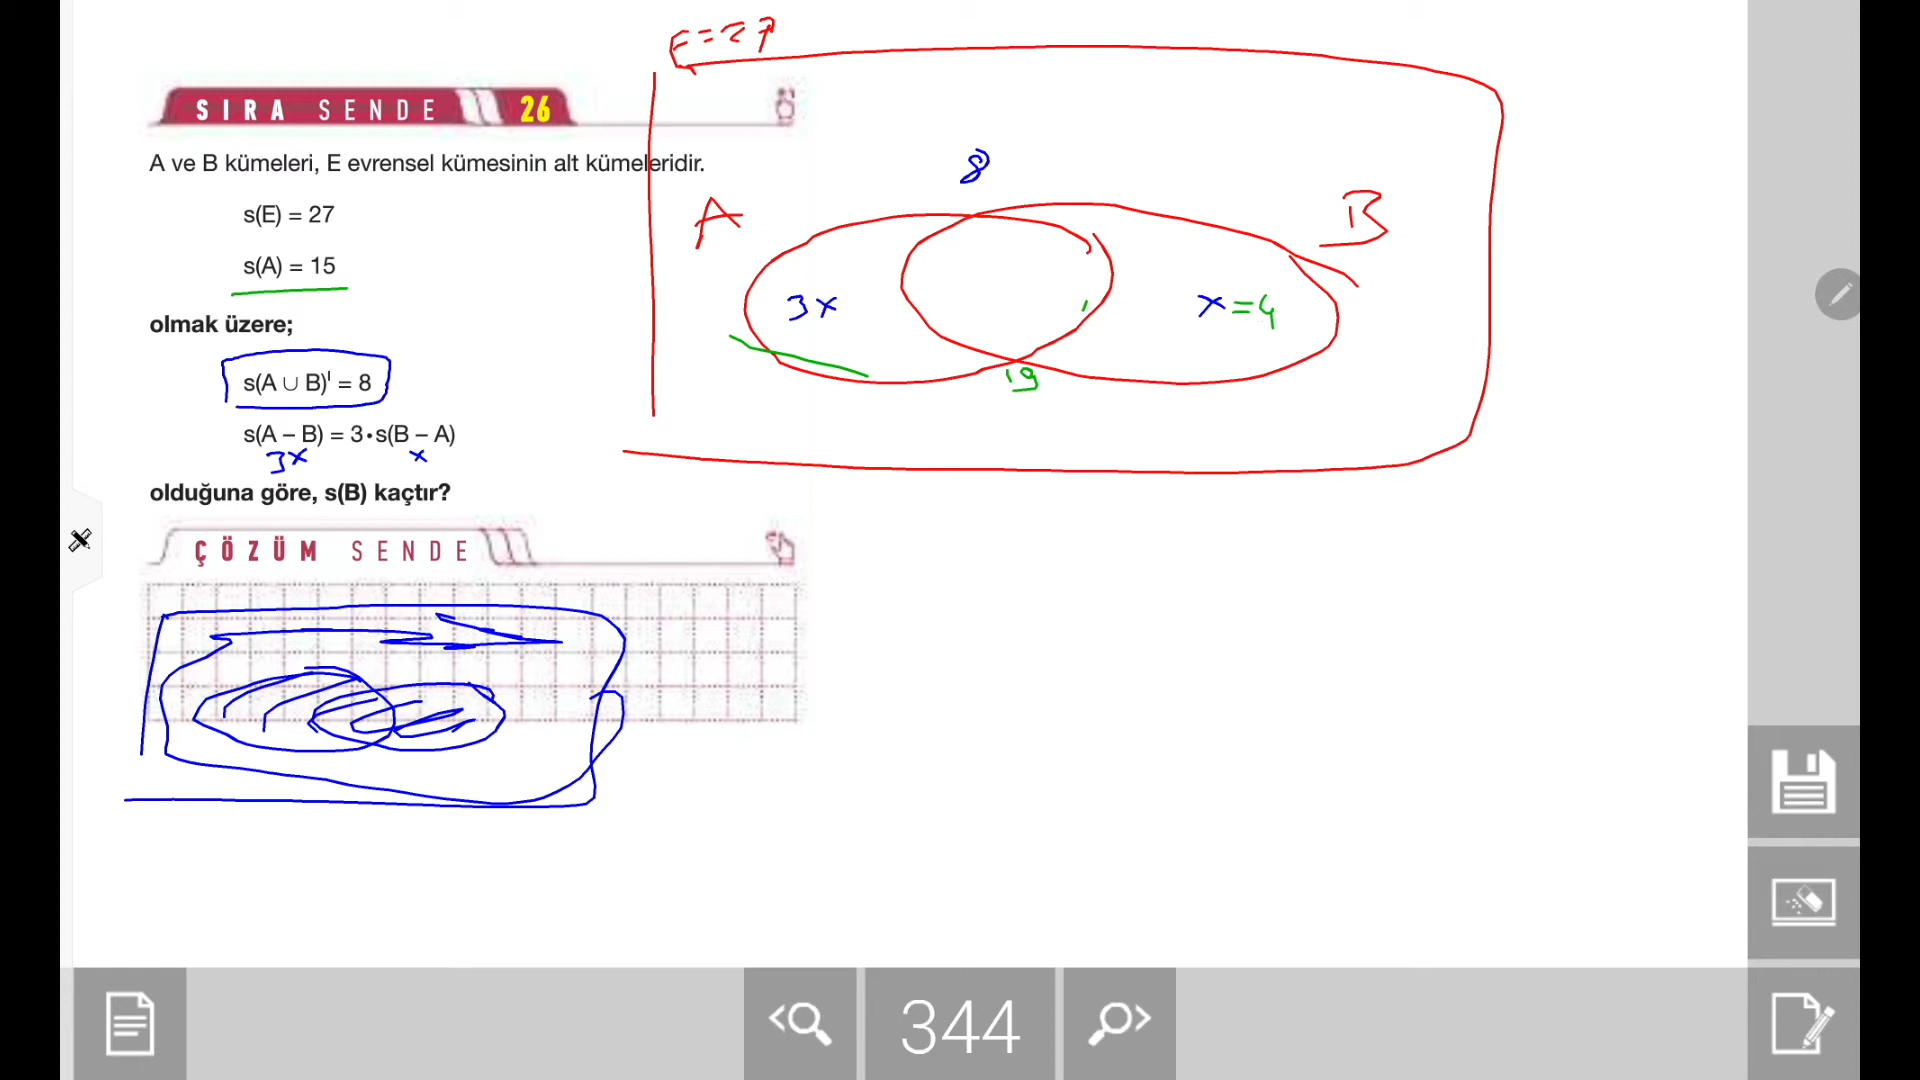 E = 27
SIRA SENDE 26
A ve B kümeleri, E evrensel kümesinin alt kümeleridir.
s(E) = 27
s(A) = 15
olmak üzere;
s(A ∪ B)' = 8
s(A – B) = 3•s(B – A)
3x x
olduğuna göre, s(B) kaçtır?
8
A B
3x x = 4
19
ÇÖZÜM SENDE
344